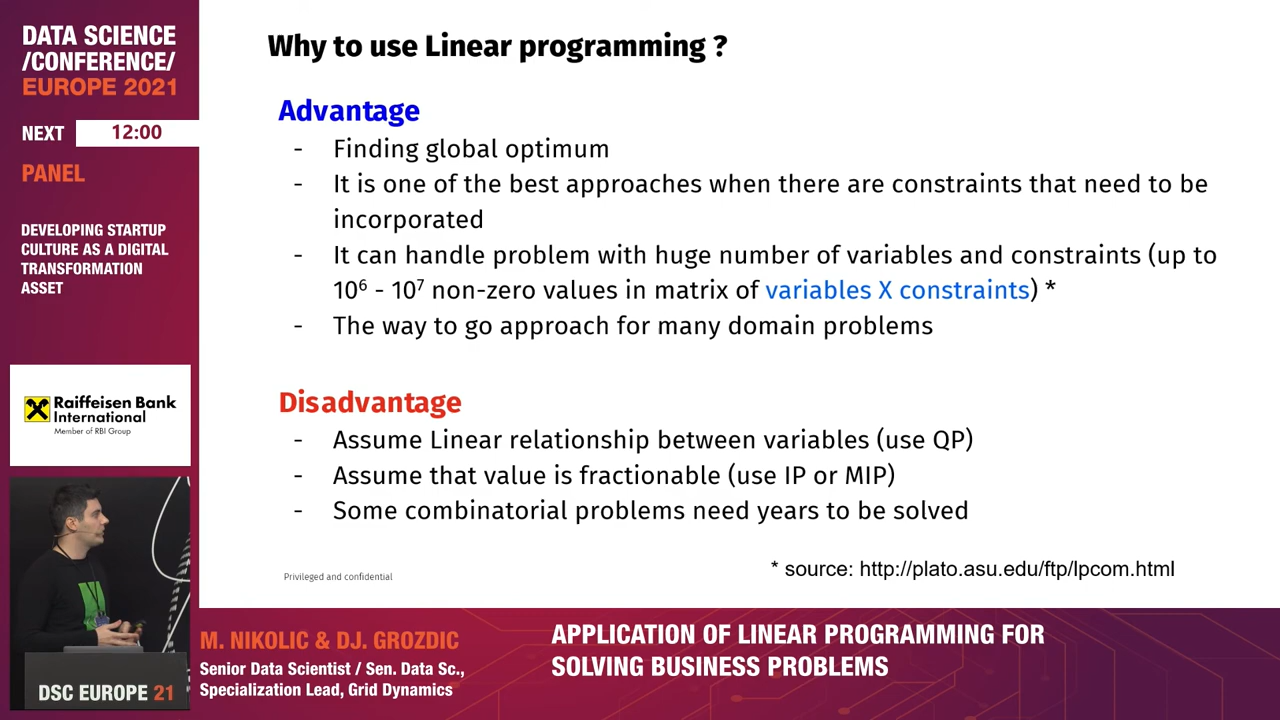 DATA SCIENCE
/CONFERENCE/
EUROPE 2021
NEXT 12:00
PANEL
DEVELOPING STARTUP
CULTURE AS A DIGITAL
TRANSFORMATION
ASSET
Raiffeisen Bank
International
Member of RBI Group
DSC EUROPE 21
Why to use Linear programming ?
Advantage
- Finding global optimum
- It is one of the best approaches when there are constraints that need to be
incorporated
- It can handle problem with huge number of variables and constraints (up to
10⁶ - 10⁷ non-zero values in matrix of variables X constraints) *
- The way to go approach for many domain problems
Disadvantage
- Assume Linear relationship between variables (use QP)
- Assume that value is fractionable (use IP or MIP)
- Some combinatorial problems need years to be solved
* source: http://plato.asu.edu/ftp/lpcom.html
Privileged and confidential
M. NIKOLIC & DJ. GROZDIC
Senior Data Scientist / Sen. Data Sc.,
Specialization Lead, Grid Dynamics
APPLICATION OF LINEAR PROGRAMMING FOR
SOLVING BUSINESS PROBLEMS